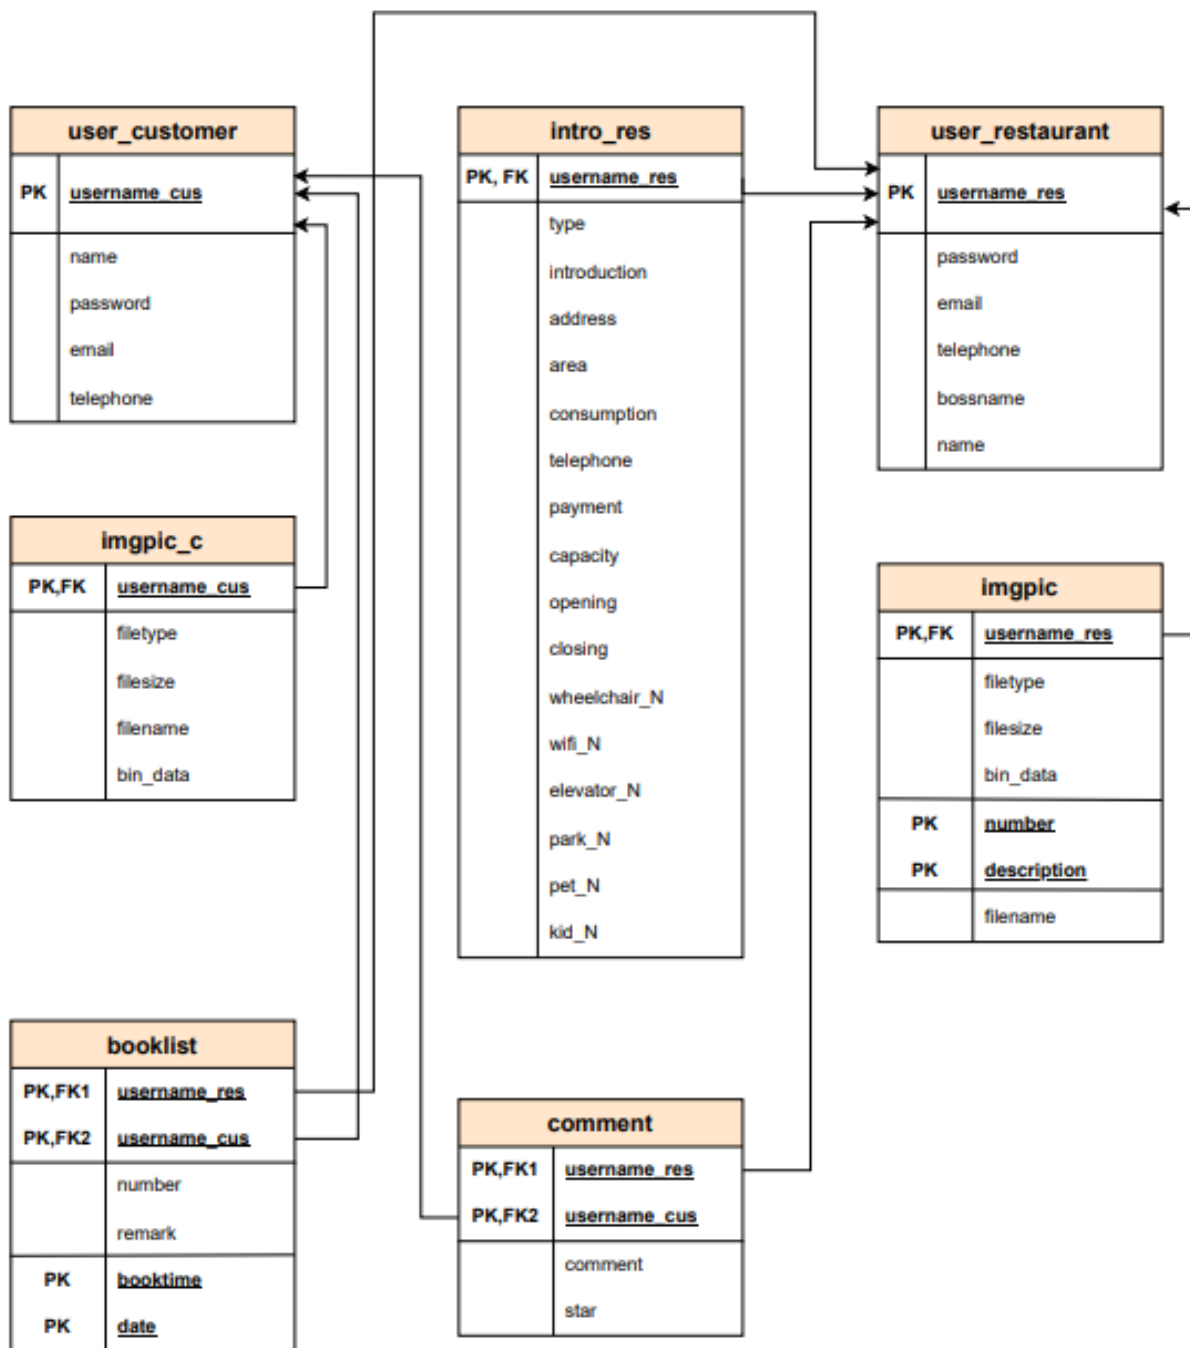 user_customer
PK username_cus
name
password
email
telephone
intro_res
PK, FK username_res
type
introduction
address
area
consumption
telephone
payment
capacity
opening
closing
wheelchair_N
wifi_N
elevator_N
park_N
pet_N
kid_N
user_restaurant
PK username_res
password
email
telephone
bossname
name
imgpic_c
PK,FK username_cus
filetype
filesize
filename
bin_data
imgpic
PK,FK username_res
filetype
filesize
bin_data
PK number
PK description
filename
booklist
PK,FK1 username_res
PK,FK2 username_cus
number
remark
PK booktime
PK date
comment
PK,FK1 username_res
PK,FK2 username_cus
comment
star